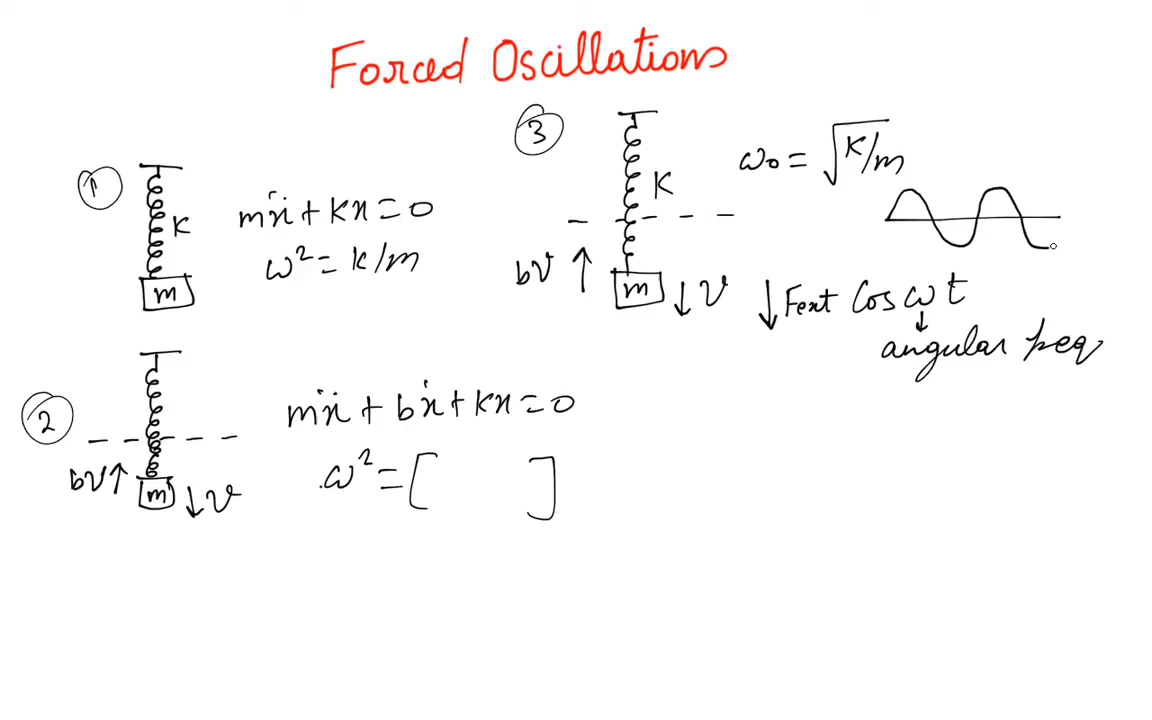 Forced Oscillations
1
K
m
mẍ + Kx = 0
ω² = k/m
2
bv↑
m
↓v
mẍ + bẋ + Kx = 0
ω² = [ ]
3
K
bv ↑
m
↓v
ω₀ = √K/m
↓ Fext Cos ω t
↓
angular freq